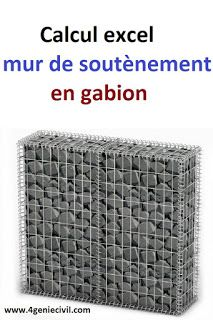 Calcul excel
mur de soutènement
en gabion
www.4geniecivil.com